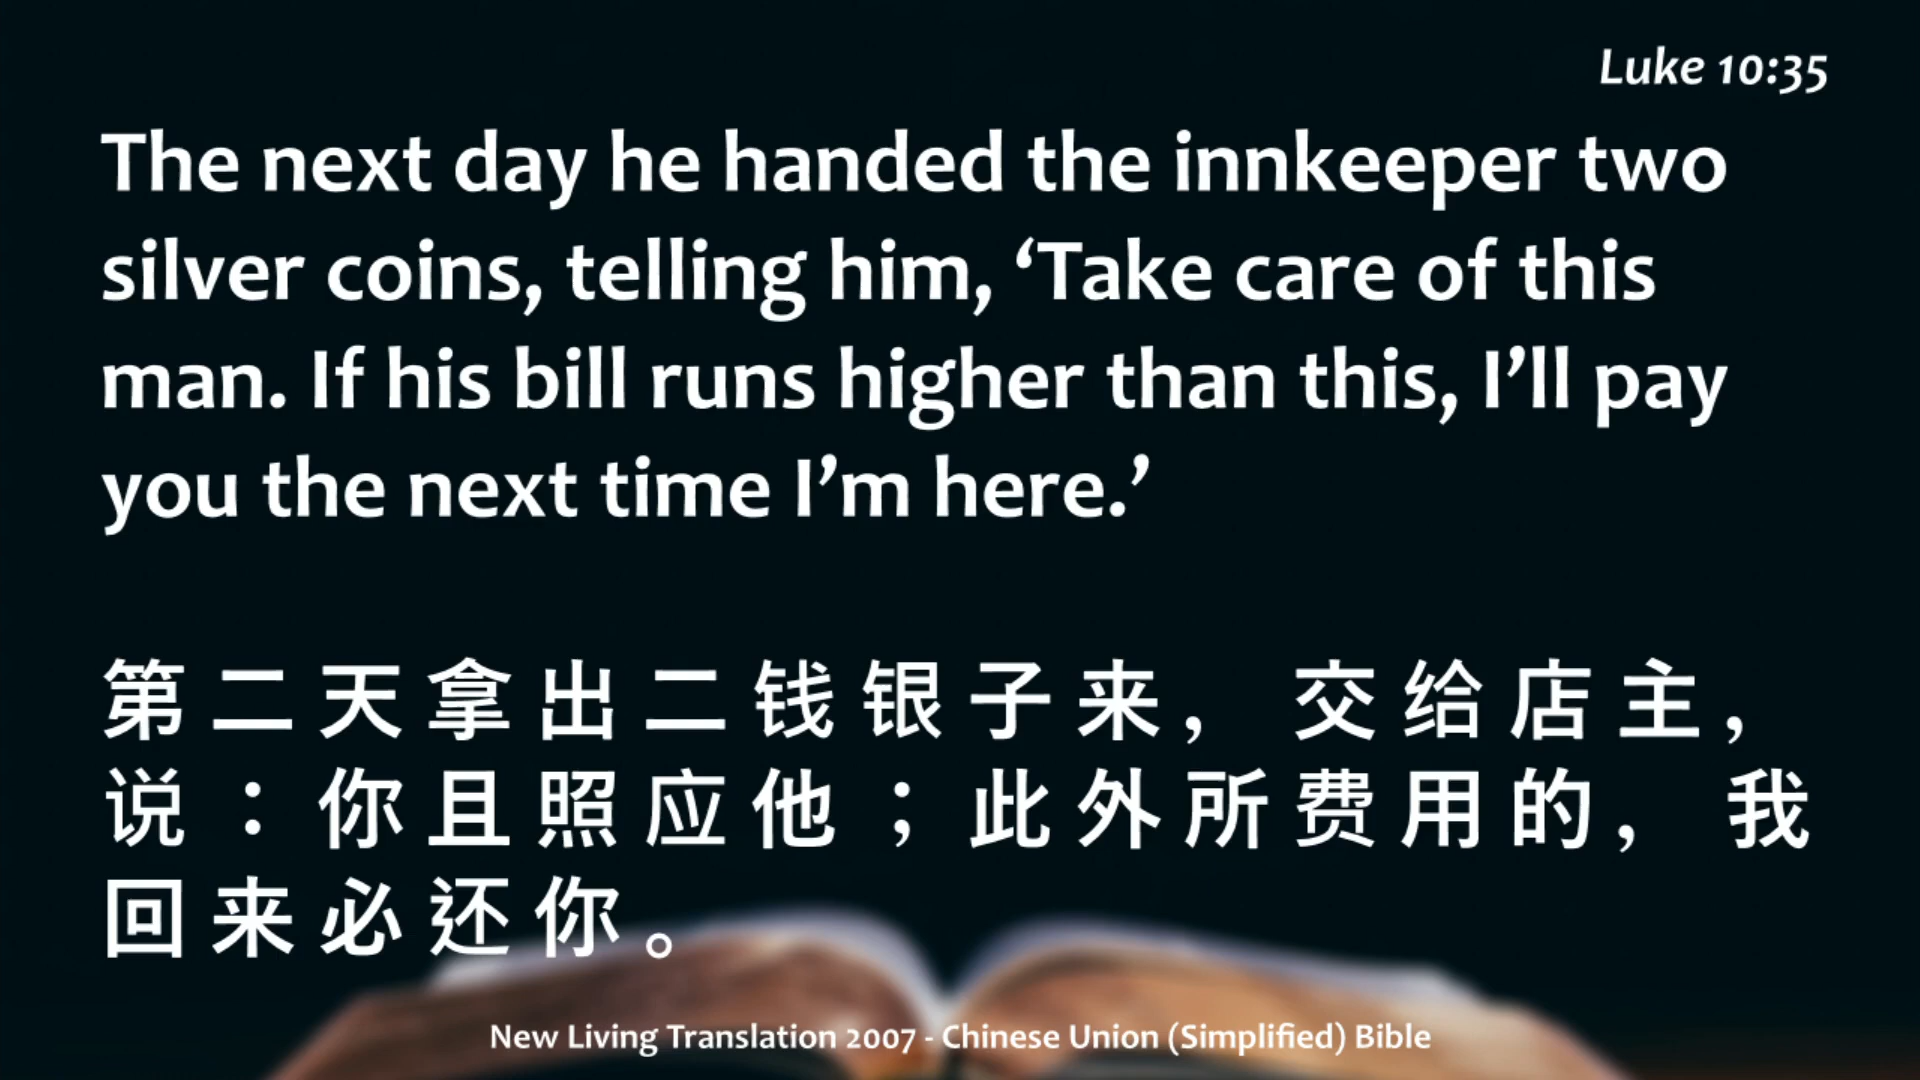 Luke 10:35
The next day he handed the innkeeper two
silver coins, telling him, ‘Take care of this
man. If his bill runs higher than this, I’ll pay
you the next time I’m here.’
第 二 天 拿 出 二 钱 银 子 来 ， 交 给 店 主 ，
说 ： 你 且 照 应 他 ； 此 外 所 费 用 的 ， 我
回 来 必 还 你 。
New Living Translation 2007 - Chinese Union (Simplified) Bible